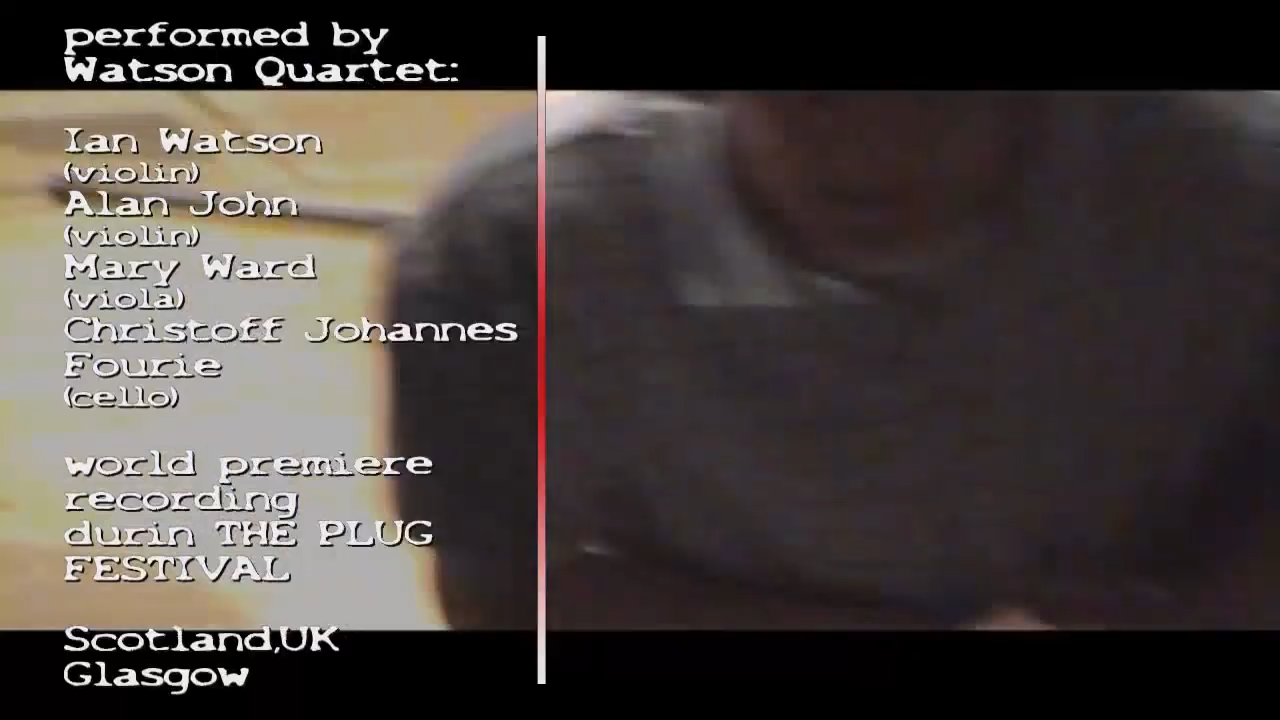 performed by
Watson Quartet:
Ian Watson
(violin)
Alan John
(violin)
Mary Ward
(viola)
Christoff Johannes
Fourie
(cello)
world premiere
recording
durin THE PLUG
FESTIVAL
Scotland,UK
Glasgow